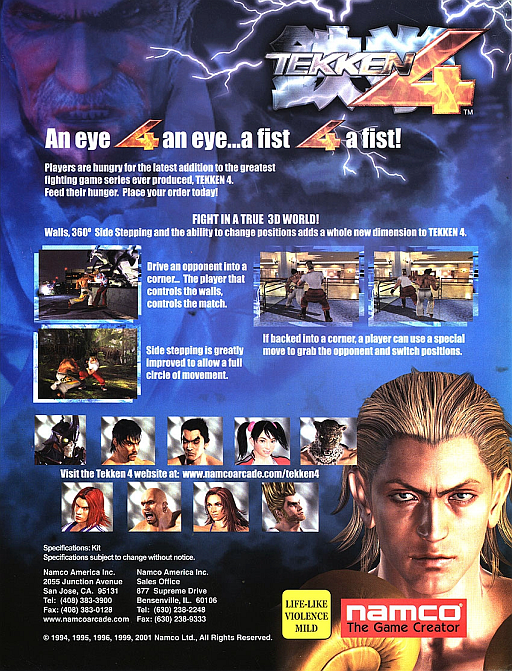 鉄拳
TEKKEN 4
TM
An eye 4 an eye...a fist 4 a fist!
Players are hungry for the latest addition to the greatest
fighting game series ever produced, TEKKEN 4.
Feed their hunger. Place your order today!
FIGHT IN A TRUE 3D WORLD!
Walls, 360º Side Stepping and the ability to change positions adds a whole new dimension to TEKKEN 4.
Drive an opponent into a
corner... The player that
controls the walls,
controls the match.
If backed into a corner, a player can use a special
move to grab the opponent and switch positions.
Side stepping is greatly
improved to allow a full
circle of movement.
Visit the Tekken 4 website at: www.namcoarcade.com/tekken4
Specifications: Kit
Specifications subject to change without notice.
Namco America Inc.
2055 Junction Avenue
San Jose, CA. 95131
Tel: (408) 383-3900
Fax: (408) 383-0128
www.namcoarcade.com
Namco America Inc.
Sales Office
877 Supreme Drive
Bensenville, IL. 60106
Tel: (630) 238-2248
Fax: (630) 238-9333
© 1994, 1995, 1996, 1999, 2001 Namco Ltd., All Rights Reserved.
LIFE-LIKE
VIOLENCE
MILD
namco®
The Game Creator